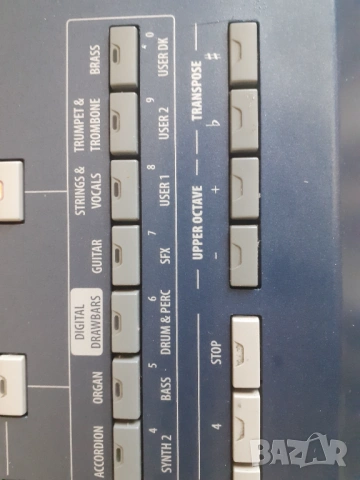 ACCORDION
ORGAN
DIGITAL
DRAWBARS
GUITAR
STRINGS &
VOCALS
TRUMPET &
TROMBONE
BRASS
4
5
6
7
8
9
0
SYNTH 2
BASS
DRUM & PERC
SFX
USER 1
USER 2
USER DK
4
STOP
UPPER OCTAVE
-
+
TRANSPOSE
♭
#
BAZAR
bg